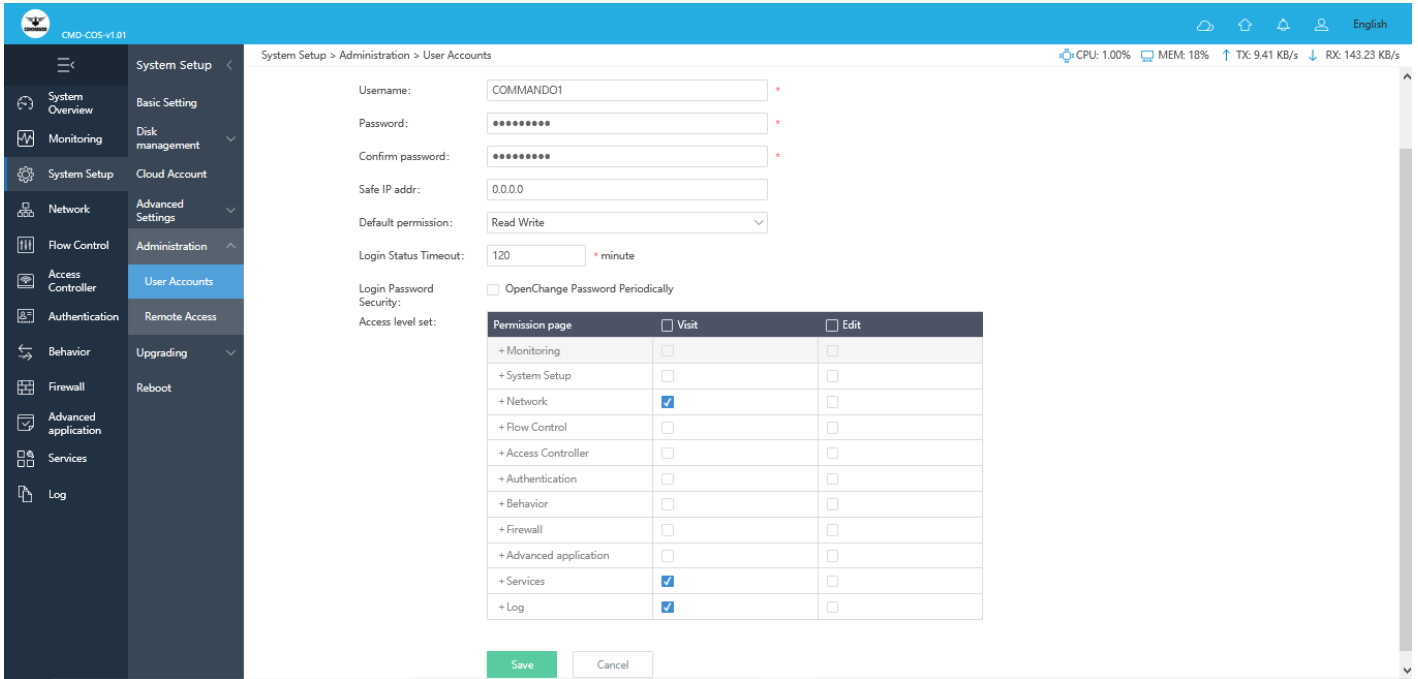 COMMANDO
CMD-COS-v1.01
English
System Setup
System Setup > Administration > User Accounts
CPU: 1.00% MEM: 18% TX: 9.41 KB/s RX: 143.23 KB/s
System
Overview
Monitoring
System Setup
Network
Flow Control
Access
Controller
Authentication
Behavior
Firewall
Advanced
application
Services
Log
Basic Setting
Disk
management
Cloud Account
Advanced
Settings
Administration
User Accounts
Remote Access
Upgrading
Reboot
Username: COMMANDO1 *
Password: ●●●●●●●●● *
Confirm password: ●●●●●●●●● *
Safe IP addr: 0.0.0.0
Default permission: Read Write
Login Status Timeout: 120 * minute
Login Password
Security:
OpenChange Password Periodically
Access level set:
Permission page Visit Edit
+Monitoring
+System Setup
+Network
+Flow Control
+Access Controller
+Authentication
+Behavior
+Firewall
+Advanced application
+Services
+Log
Save Cancel